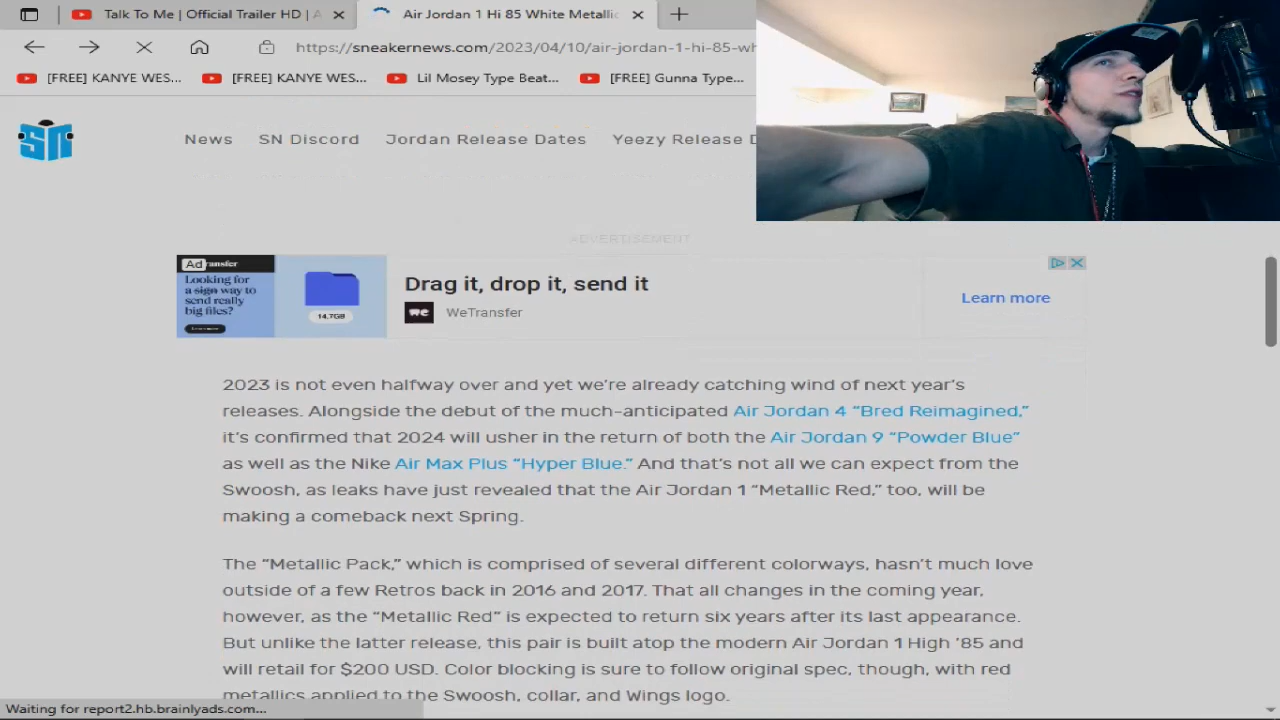 Talk To Me | Official Trailer HD | A
Air Jordan 1 Hi 85 White Metallic
https://sneakernews.com/2023/04/10/air-jordan-1-hi-85-wh
[FREE] KANYE WES...
[FREE] KANYE WES...
Lil Mosey Type Beat...
[FREE] Gunna Type...
SN
News
SN Discord
Jordan Release Dates
Yeezy Release D
ADVERTISEMENT
Ad
ransfer
Looking for
a sign way to
send really
big files?
14.7GB
Drag it, drop it, send it
we
WeTransfer
Learn more
2023 is not even halfway over and yet we’re already catching wind of next year’s
releases. Alongside the debut of the much-anticipated Air Jordan 4 “Bred Reimagined,”
it’s confirmed that 2024 will usher in the return of both the Air Jordan 9 “Powder Blue”
as well as the Nike Air Max Plus “Hyper Blue.” And that’s not all we can expect from the
Swoosh, as leaks have just revealed that the Air Jordan 1 “Metallic Red,” too, will be
making a comeback next Spring.
The “Metallic Pack,” which is comprised of several different colorways, hasn’t much love
outside of a few Retros back in 2016 and 2017. That all changes in the coming year,
however, as the “Metallic Red” is expected to return six years after its last appearance.
But unlike the latter release, this pair is built atop the modern Air Jordan 1 High ’85 and
will retail for $200 USD. Color blocking is sure to follow original spec, though, with red
metallics applied to the Swoosh, collar, and Wings logo.
Waiting for report2.hb.brainlyads.com...